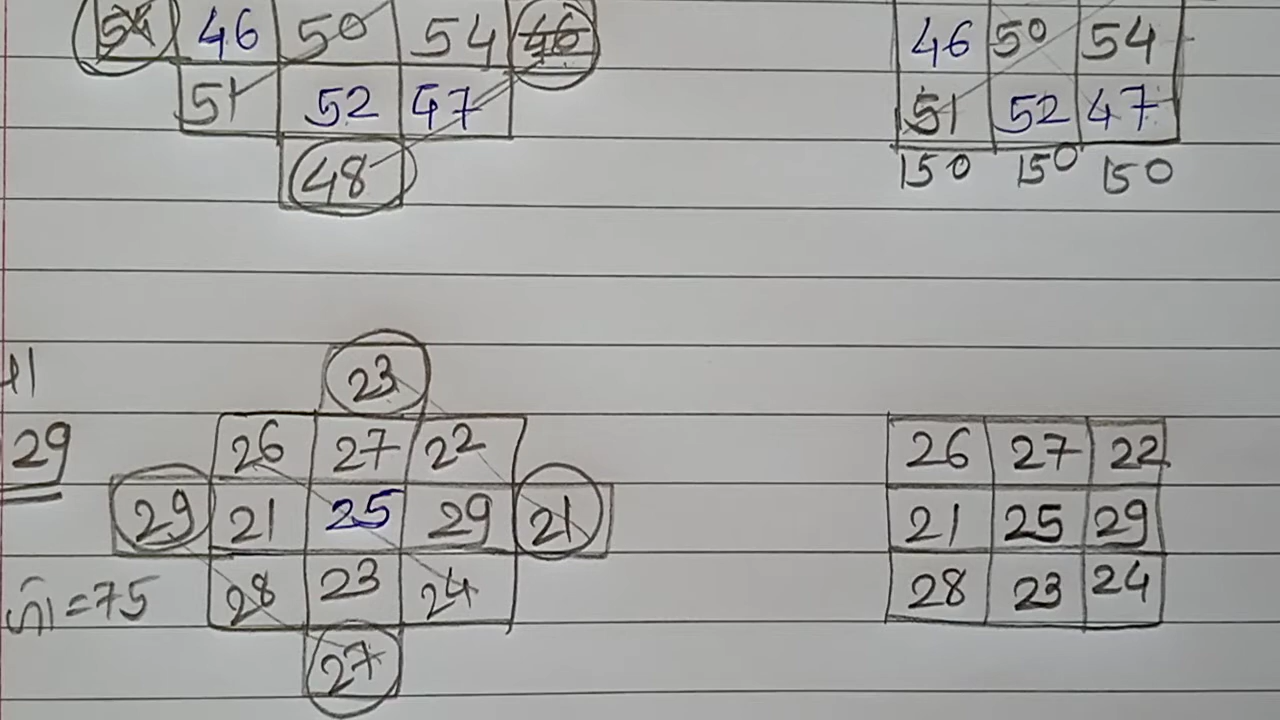 54 46 50 54 46
46 50 54
51 52 47
51 52 47
48
150 150 150
23
29
26 27 22
26 27 22
29 21 25 29 21
21 25 29
=75
28 23 24
28 23 24
27